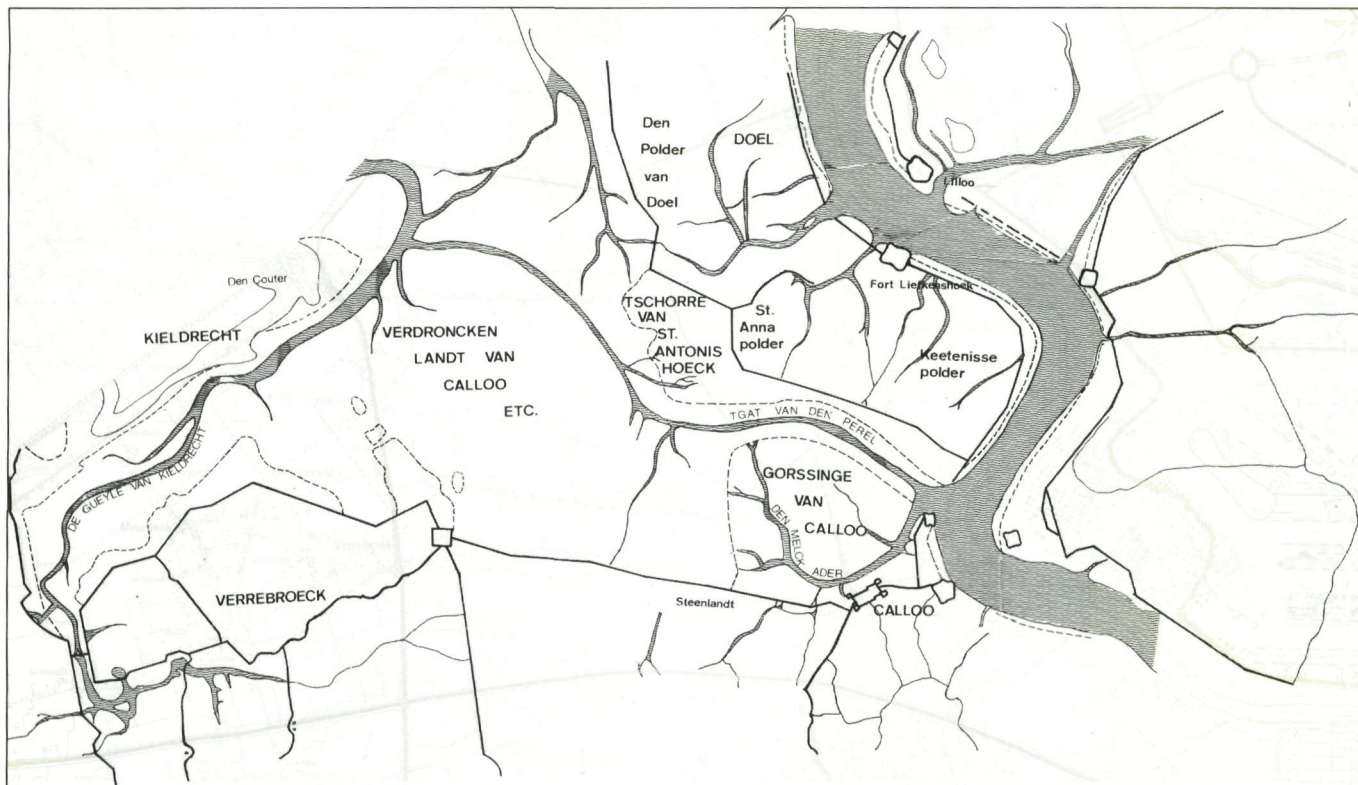 Den
Polder
van
Doel
DOEL
Lilloo
Den Couter
KIELDRECHT
VERDRONCKEN
LANDT VAN
CALLOO
ETC.
TSCHORRE
VAN
ST.
ANTONIS
HOECK
St.
Anna
polder
Fort Liefkenshoek
Keetenisse
polder
TGAT VAN DEN PEREL
DE GUEYLE VAN KIELDRECHT
GORSSINGE
VAN
CALLOO
DEN MELCK ADER
VERREBROECK
Steenlandt
CALLOO